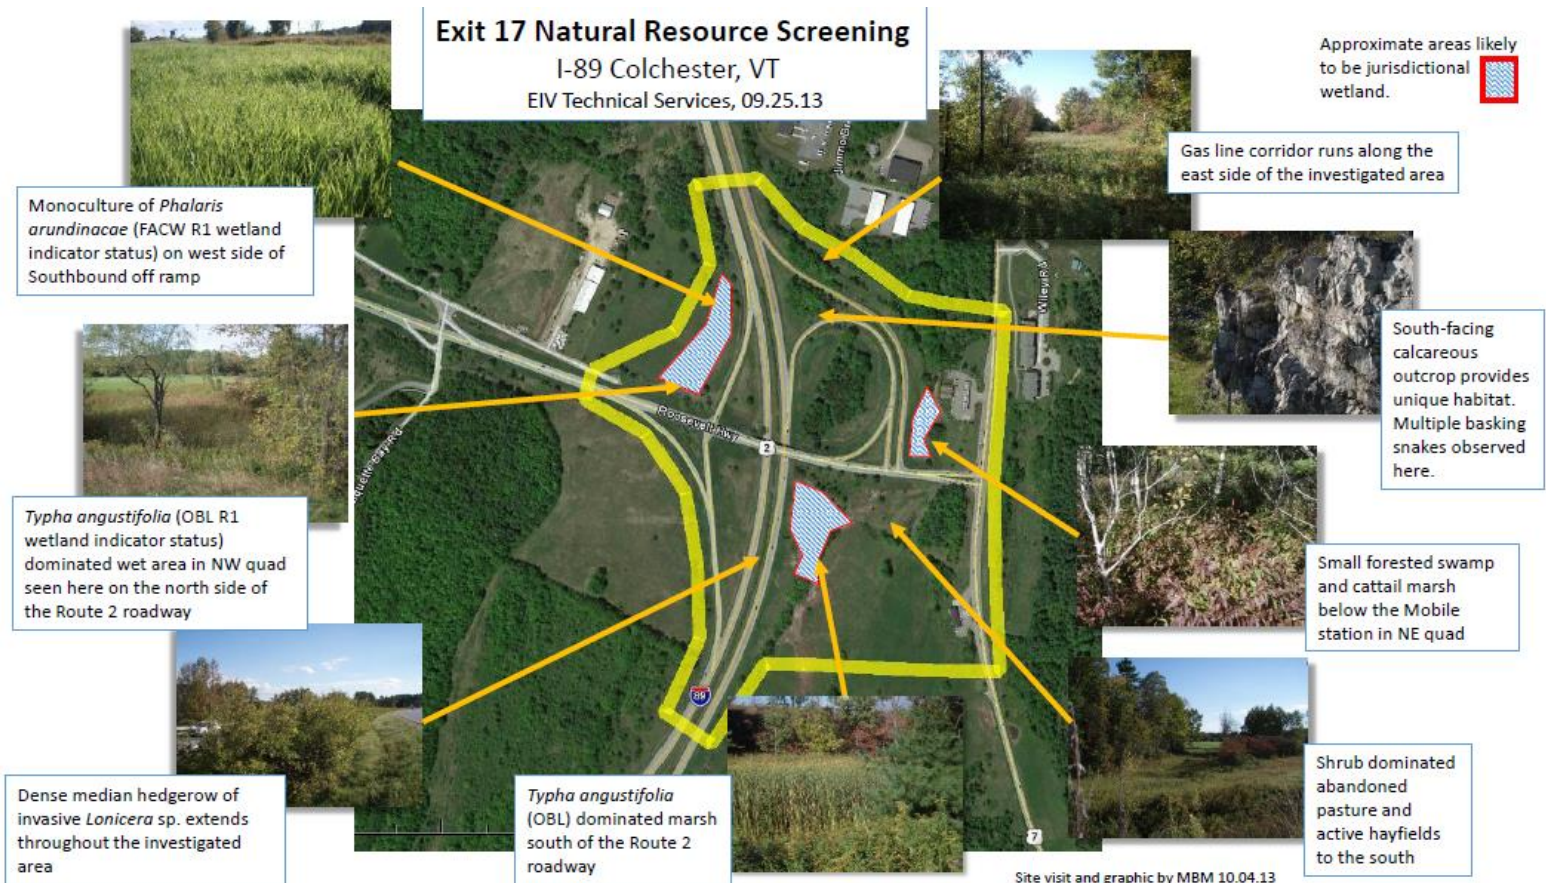 Exit 17 Natural Resource Screening
I-89 Colchester, VT
EIV Technical Services, 09.25.13
Approximate areas likely
to be jurisdictional
wetland.
Gas line corridor runs along the
east side of the investigated area
Monoculture of Phalaris
arundinacae (FACW R1 wetland
indicator status) on west side of
Southbound off ramp
South-facing
calcareous
outcrop provides
unique habitat.
Multiple basking
snakes observed
here.
Typha angustifolia (OBL R1
wetland indicator status)
dominated wet area in NW quad
seen here on the north side of
the Route 2 roadway
Small forested swamp
and cattail marsh
below the Mobile
station in NE quad
Dense median hedgerow of
invasive Lonicera sp. extends
throughout the investigated
area
Typha angustifolia
(OBL) dominated marsh
south of the Route 2
roadway
Shrub dominated
abandoned
pasture and
active hayfields
to the south
Wiley Rd
Roosevelt Hwy
2
Bay Rd
89
7
Site visit and graphic by MBM 10.04.13